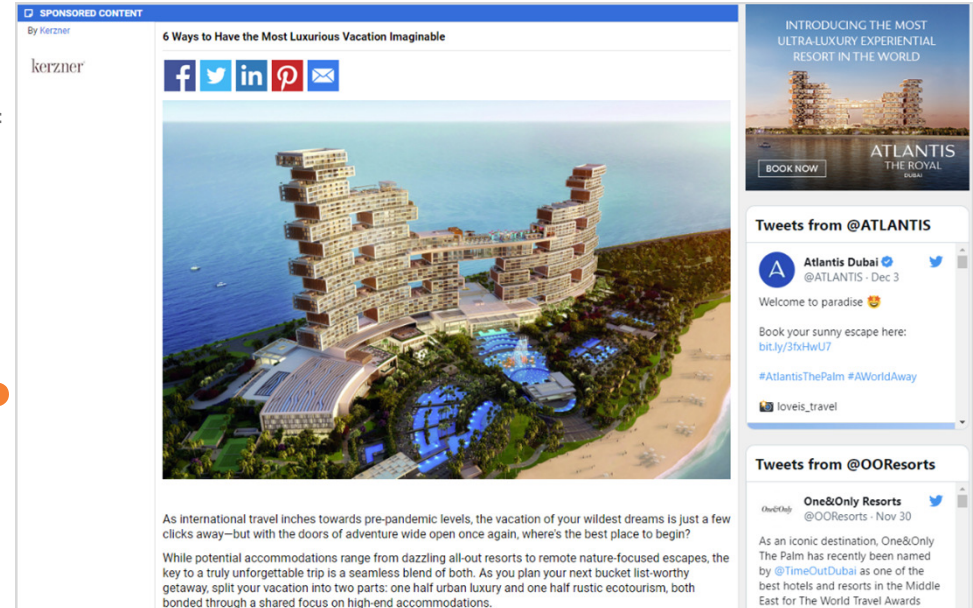 SPONSORED CONTENT
By Kerzner
kerzner
6 Ways to Have the Most Luxurious Vacation Imaginable
As international travel inches towards pre-pandemic levels, the vacation of your wildest dreams is just a few
clicks away—but with the doors of adventure wide open once again, where's the best place to begin?
While potential accommodations range from dazzling all-out resorts to remote nature-focused escapes, the
key to a truly unforgettable trip is a seamless blend of both. As you plan your next bucket list-worthy
getaway, split your vacation into two parts: one half urban luxury and one half rustic ecotourism, both
bonded through a shared focus on high-end accommodations.
INTRODUCING THE MOST
ULTRA-LUXURY EXPERIENTIAL
RESORT IN THE WORLD
ATLANTIS
THE ROYAL
DUBAI
BOOK NOW
Tweets from @ATLANTIS
A
Atlantis Dubai
@ATLANTIS · Dec 3
Welcome to paradise 🤩
Book your sunny escape here:
bit.ly/3fxHwU7
#AtlantisThePalm #AWorldAway
📸 loveis_travel
Tweets from @OOResorts
One&Only
One&Only Resorts
@OOResorts · Nov 30
As an iconic destination, One&Only
The Palm has recently been named
by @TimeOutDubai as one of the
best hotels and resorts in the Middle
East for The World Travel Awards